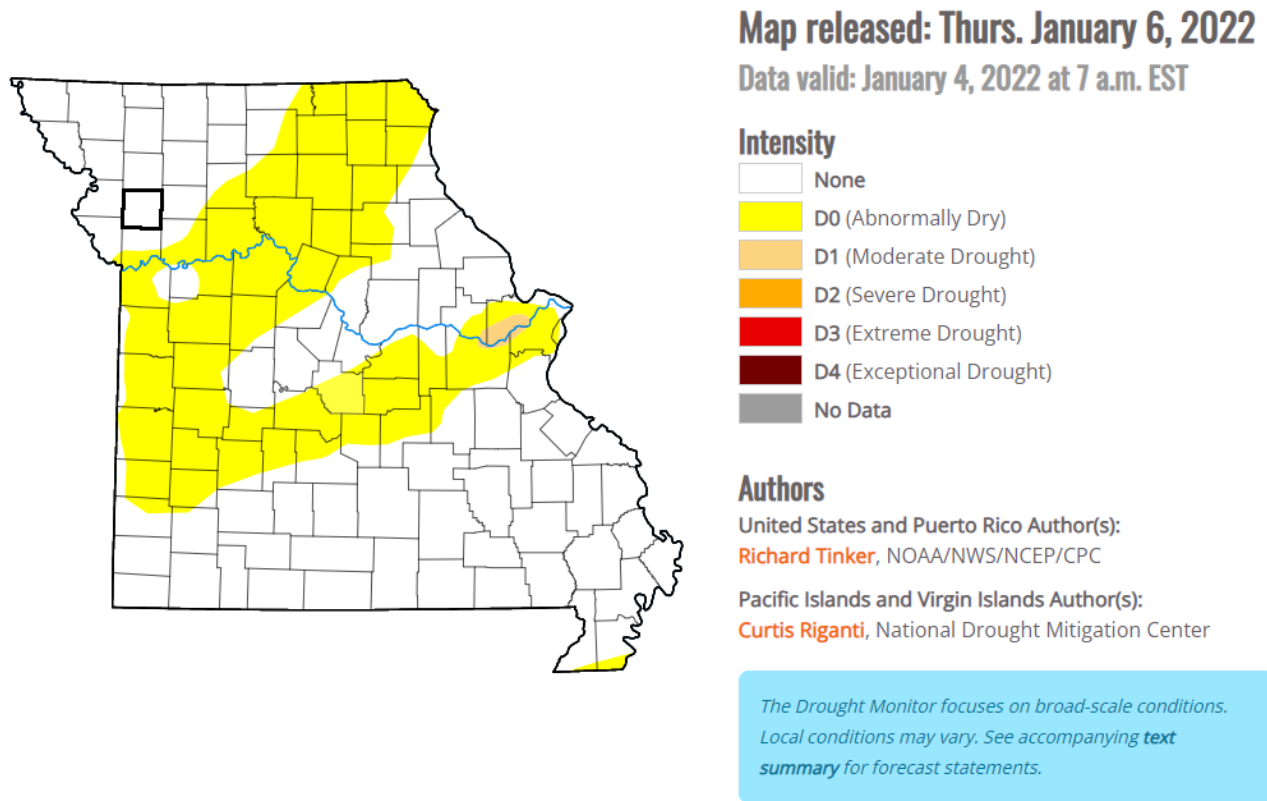 Map released: Thurs. January 6, 2022
Data valid: January 4, 2022 at 7 a.m. EST
Intensity
None
D0 (Abnormally Dry)
D1 (Moderate Drought)
D2 (Severe Drought)
D3 (Extreme Drought)
D4 (Exceptional Drought)
No Data
Authors
United States and Puerto Rico Author(s):
Richard Tinker, NOAA/NWS/NCEP/CPC
Pacific Islands and Virgin Islands Author(s):
Curtis Riganti, National Drought Mitigation Center
The Drought Monitor focuses on broad-scale conditions.
Local conditions may vary. See accompanying text
summary for forecast statements.